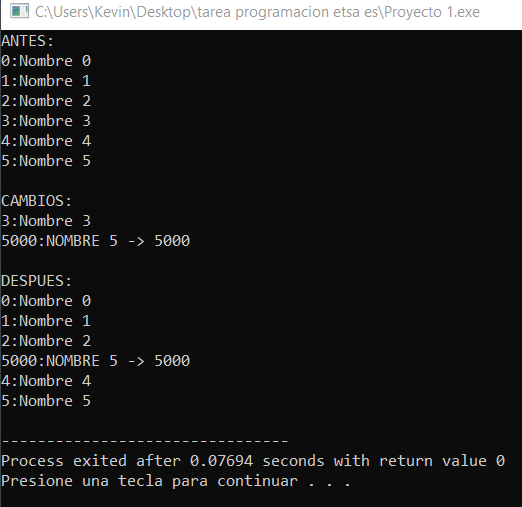 C:\Users\Kevin\Desktop\tarea programacion etsa es\Proyecto 1.exe
ANTES:
0:Nombre 0
1:Nombre 1
2:Nombre 2
3:Nombre 3
4:Nombre 4
5:Nombre 5
CAMBIOS:
3:Nombre 3
5000:NOMBRE 5 -> 5000
DESPUES:
0:Nombre 0
1:Nombre 1
2:Nombre 2
5000:NOMBRE 5 -> 5000
4:Nombre 4
5:Nombre 5
--------------------------------
Process exited after 0.07694 seconds with return value 0
Presione una tecla para continuar . . .